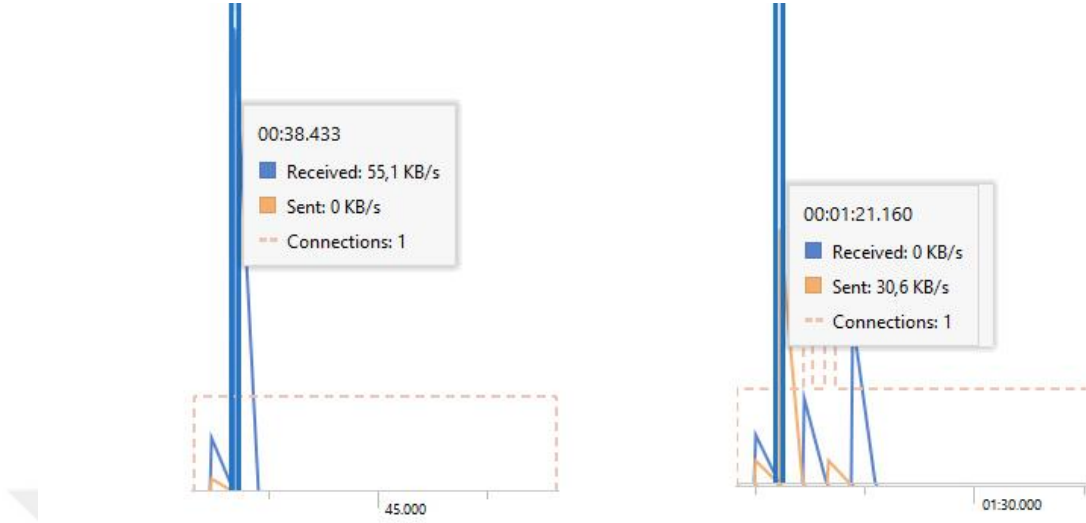 00:38.433
Received: 55,1 KB/s
Sent: 0 KB/s
Connections: 1
45.000
00:01:21.160
Received: 0 KB/s
Sent: 30,6 KB/s
Connections: 1
01:30.000